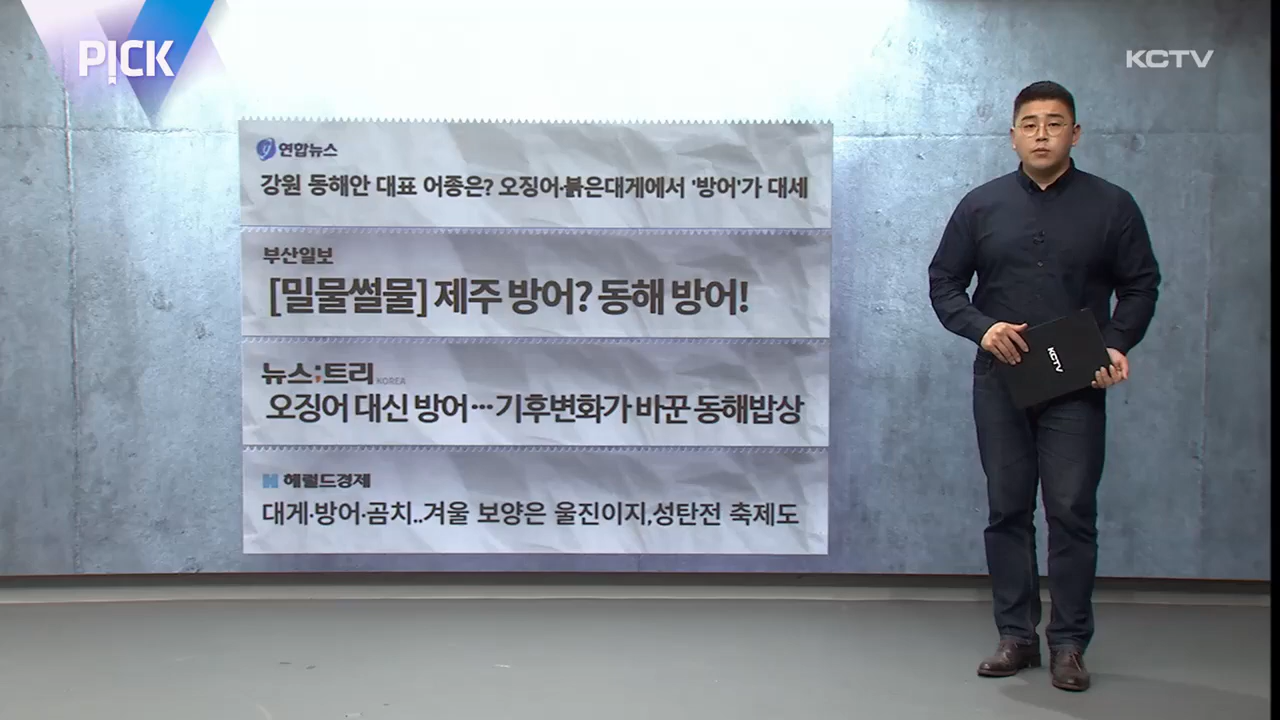 PICK
KCTV
연합뉴스
강원 동해안 대표 어종은? 오징어·붉은대게에서 '방어'가 대세
부산일보
[밀물썰물] 제주 방어? 동해 방어!
뉴스;트리 KOREA
오징어 대신 방어…기후변화가 바꾼 동해밥상
헤럴드경제
대게·방어·곰치..겨울 보양은 울진이지,성탄전 축제도
KCTV